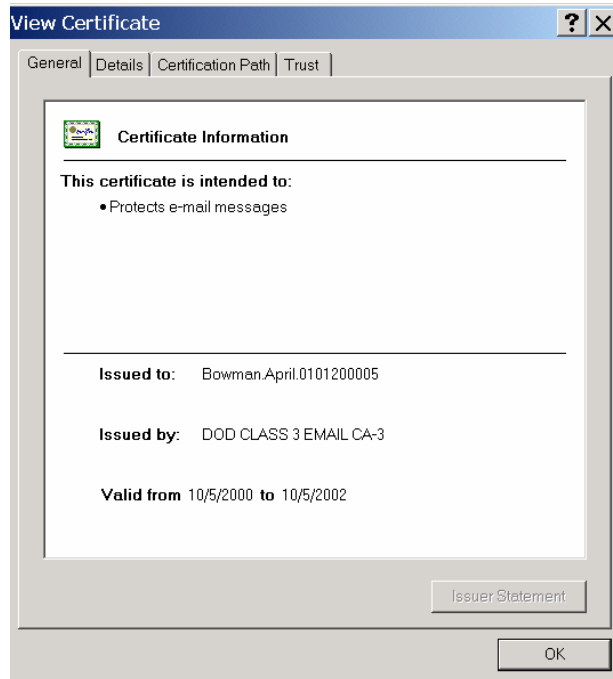 View Certificate
General Details Certification Path Trust
Certificate Information
This certificate is intended to:
• Protects e-mail messages
Issued to: Bowman.April.0101200005
Issued by: DOD CLASS 3 EMAIL CA-3
Valid from 10/5/2000 to 10/5/2002
Issuer Statement
OK